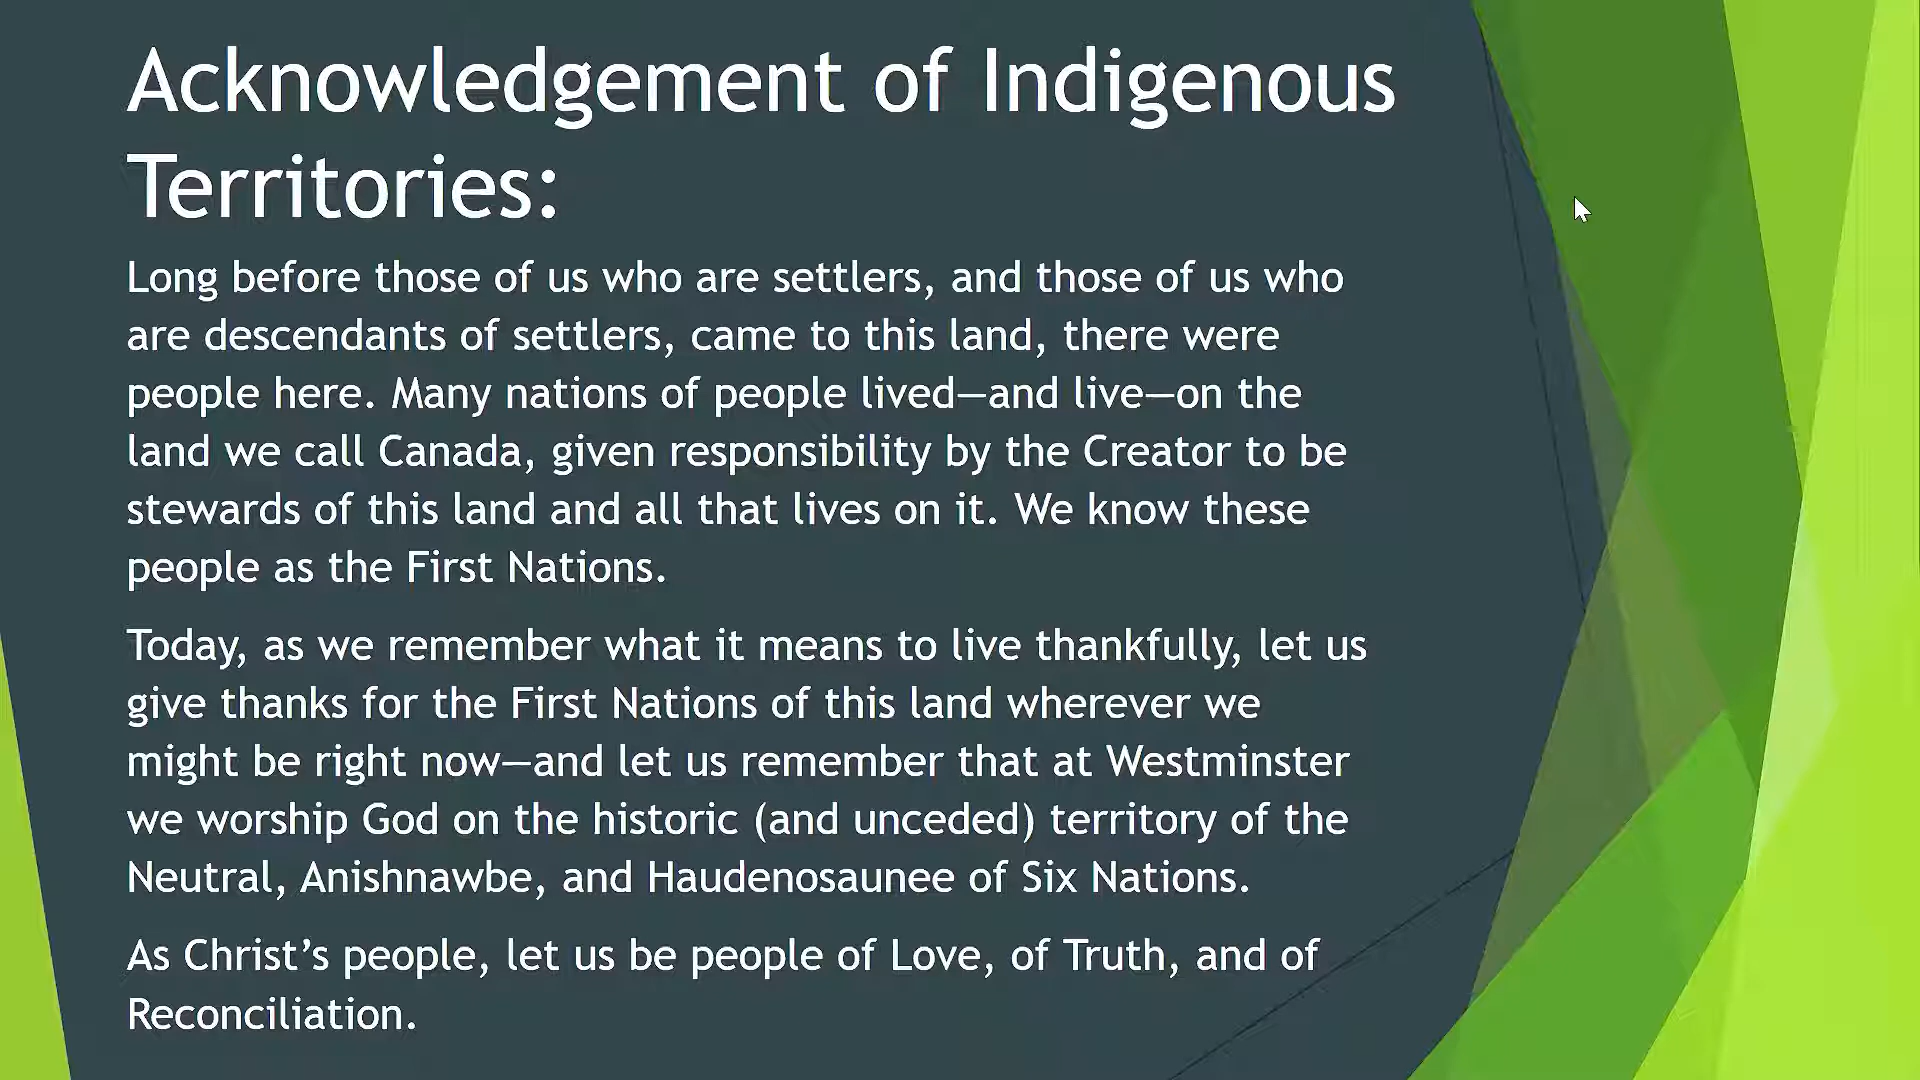 Acknowledgement of Indigenous
Territories:
Long before those of us who are settlers, and those of us who
are descendants of settlers, came to this land, there were
people here. Many nations of people lived—and live—on the
land we call Canada, given responsibility by the Creator to be
stewards of this land and all that lives on it. We know these
people as the First Nations.
Today, as we remember what it means to live thankfully, let us
give thanks for the First Nations of this land wherever we
might be right now—and let us remember that at Westminster
we worship God on the historic (and unceded) territory of the
Neutral, Anishnawbe, and Haudenosaunee of Six Nations.
As Christ’s people, let us be people of Love, of Truth, and of
Reconciliation.